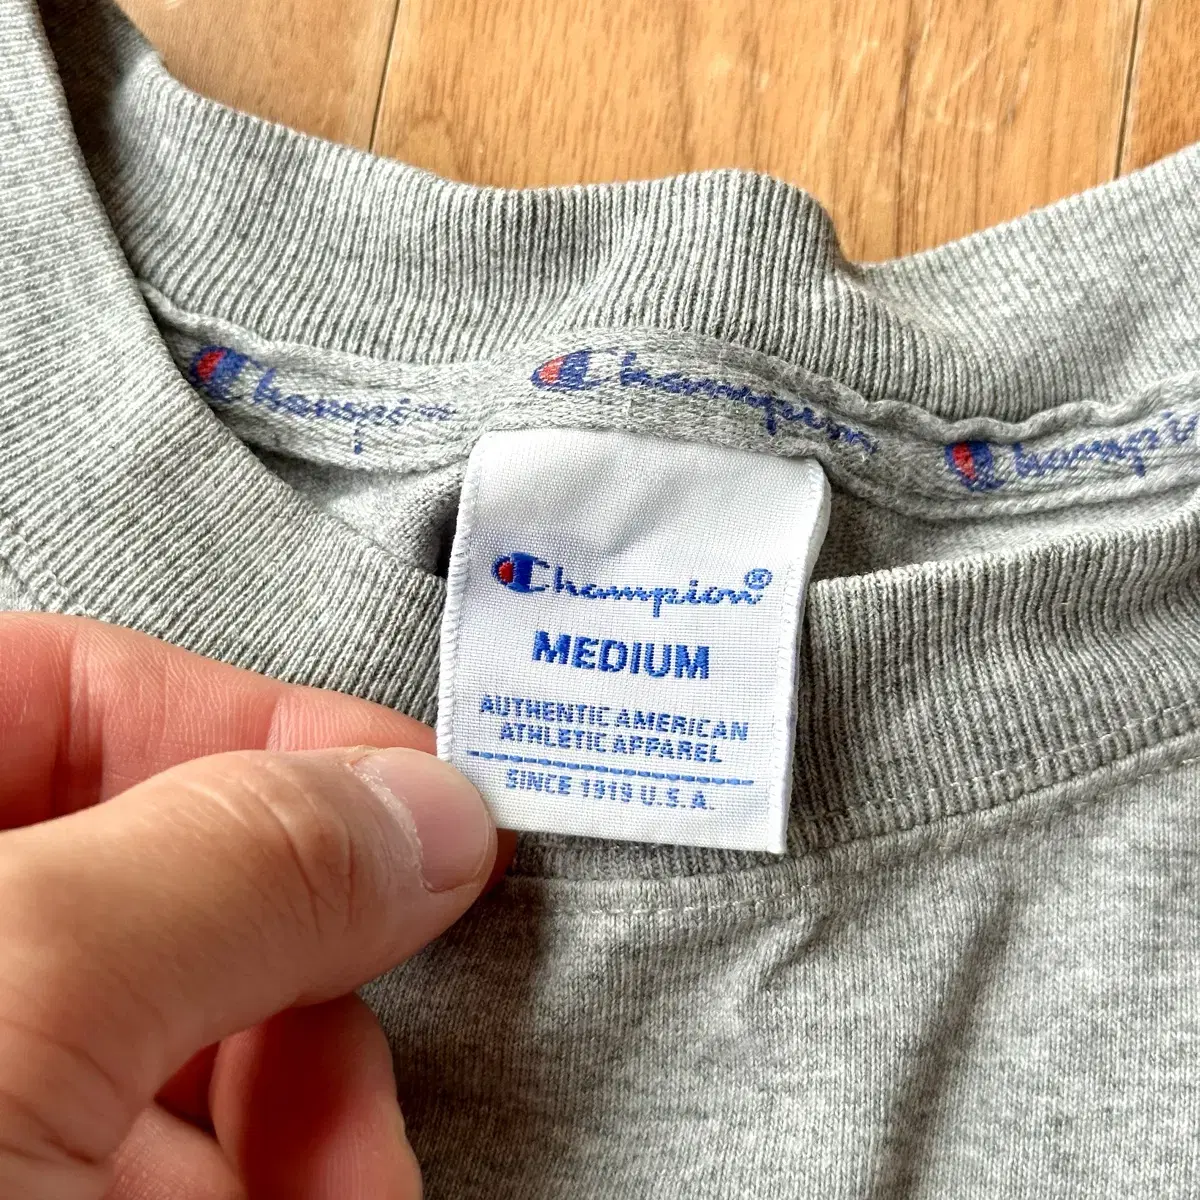 Champion
Champion
Champion
Champion®
MEDIUM
AUTHENTIC AMERICAN
ATHLETIC APPAREL
SINCE 1919 U.S.A.